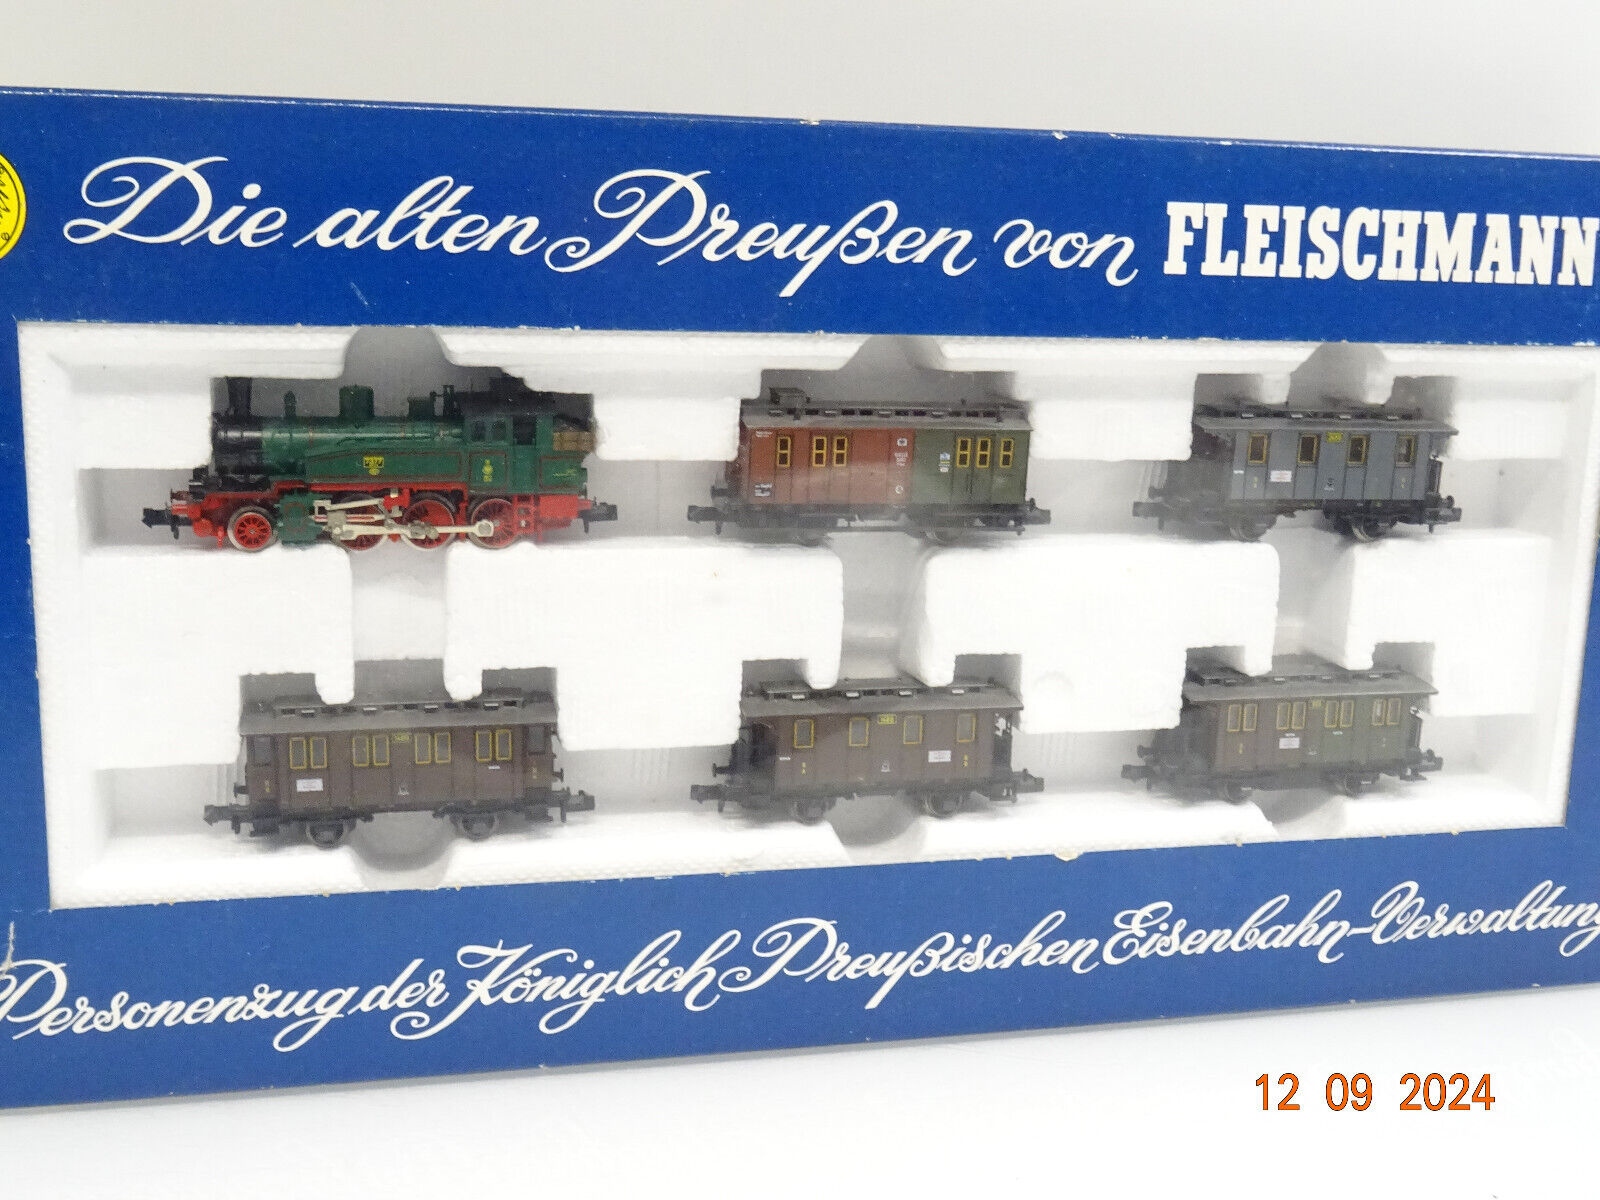 Die alten Preußen von FLEISCHMANN
Personenzug der Königlich Preußischen Eisenbahn-Verwaltung
12 09 2024